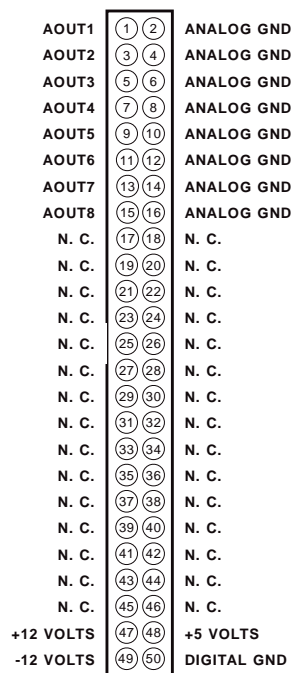 AOUT1 1 2 ANALOG GND
AOUT2 3 4 ANALOG GND
AOUT3 5 6 ANALOG GND
AOUT4 7 8 ANALOG GND
AOUT5 9 10 ANALOG GND
AOUT6 11 12 ANALOG GND
AOUT7 13 14 ANALOG GND
AOUT8 15 16 ANALOG GND
N. C. 17 18 N. C.
N. C. 19 20 N. C.
N. C. 21 22 N. C.
N. C. 23 24 N. C.
N. C. 25 26 N. C.
N. C. 27 28 N. C.
N. C. 29 30 N. C.
N. C. 31 32 N. C.
N. C. 33 34 N. C.
N. C. 35 36 N. C.
N. C. 37 38 N. C.
N. C. 39 40 N. C.
N. C. 41 42 N. C.
N. C. 43 44 N. C.
N. C. 45 46 N. C.
+12 VOLTS 47 48 +5 VOLTS
-12 VOLTS 49 50 DIGITAL GND